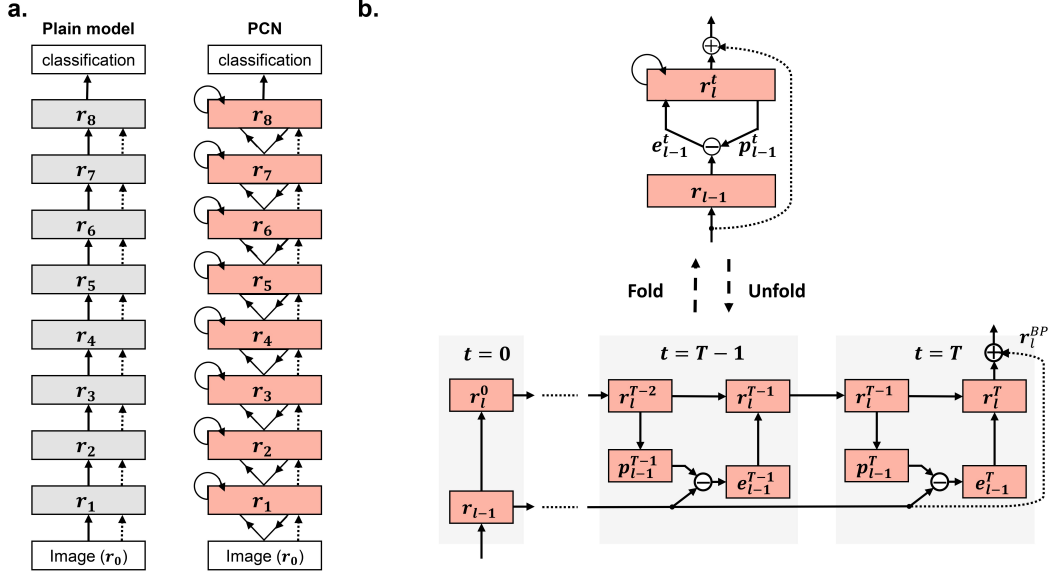 a.
Plain model
classification
r₈
r₇
r₆
r₅
r₄
r₃
r₂
r₁
Image (r₀)
PCN
classification
r₈
r₇
r₆
r₅
r₄
r₃
r₂
r₁
Image (r₀)
b.
+
r_l^t
e_{l-1}^t − p_{l-1}^t
r_{l-1}
Fold Unfold
t = 0 t = T − 1 t = T
+ r_l^{BP}
r_l^0 r_l^{T-2} r_l^{T-1} r_l^{T-1} r_l^T
p_{l-1}^{T-1} − e_{l-1}^{T-1} p_{l-1}^T − e_{l-1}^T
r_{l-1}